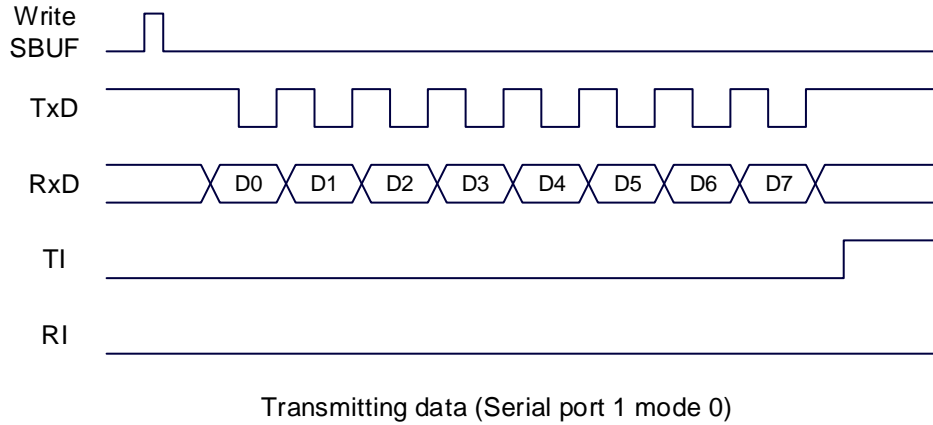 Write
SBUF
TxD
RxD
D0 D1 D2 D3 D4 D5 D6 D7
TI
RI
Transmitting data (Serial port 1 mode 0)